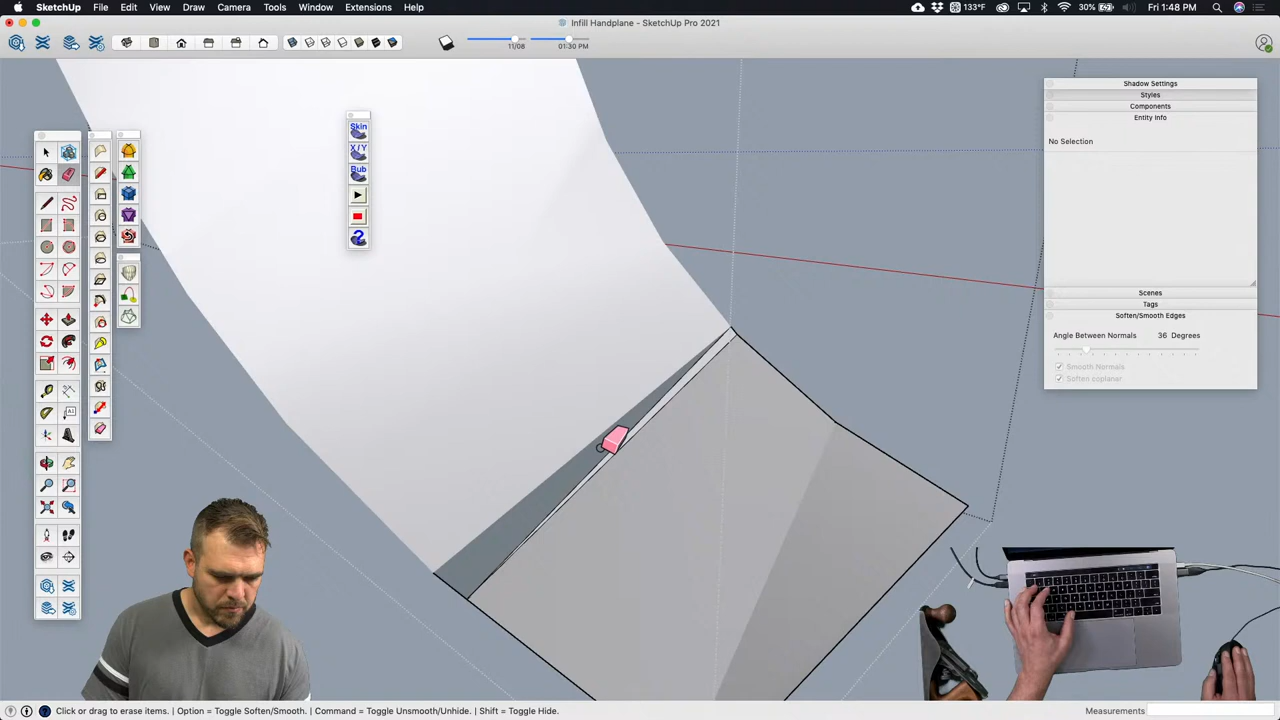 SketchUp File Edit View Draw Camera Tools Window Extensions Help
133°F 30% Fri 1:48 PM
Infill Handplane - SketchUp Pro 2021
11/08 01:30 PM
Shadow Settings
Styles
Components
Entity Info
No Selection
Skin
X/Y
Bub
?
A1
Scenes
Tags
Soften/Smooth Edges
Angle Between Normals 36 Degrees
Smooth Normals
Soften coplanar
Click or drag to erase items. | Option = Toggle Soften/Smooth. | Command = Toggle Unsmooth/Unhide. | Shift = Toggle Hide.
Measurements